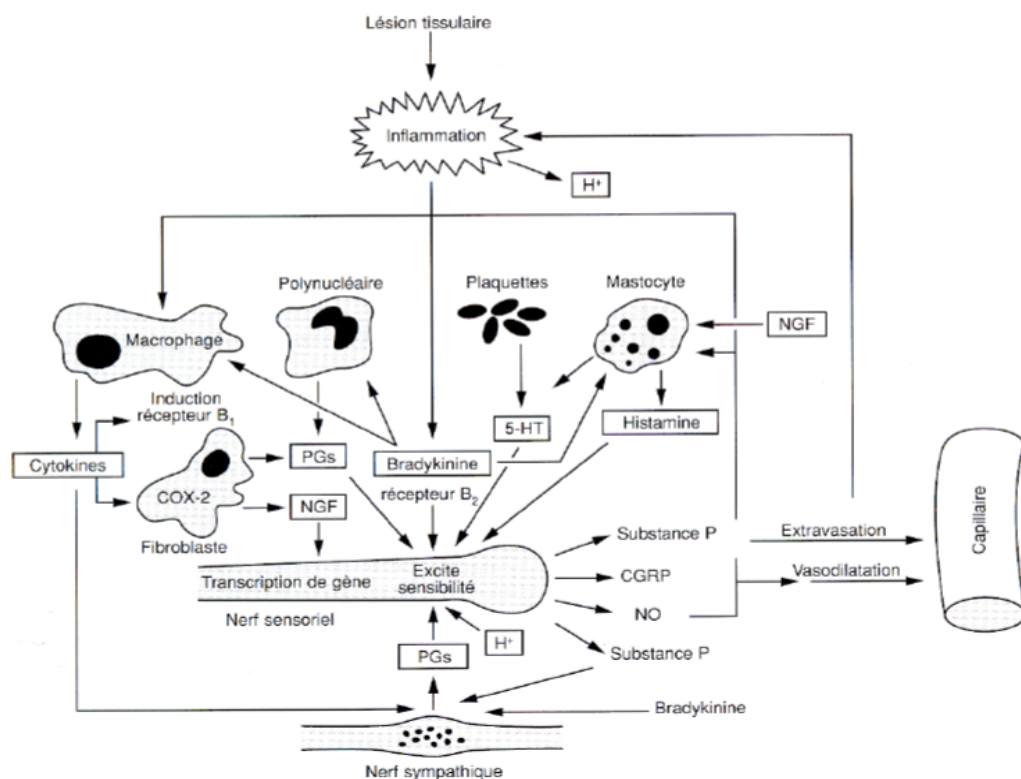 Lésion tissulaire
Inflammation
H+
Polynucléaire
Plaquettes
Mastocyte
Macrophage
NGF
Induction
récepteur B1
5-HT
Histamine
Cytokines
PGs
Bradykinine
COX-2
récepteur B2
NGF
Fibroblaste
Substance P
Extravasation
Capillaire
Transcription de gène
Excite
sensibilité
CGRP
Vasodilatation
Nerf sensoriel
NO
H+
PGs
Substance P
Bradykinine
Nerf sympathique